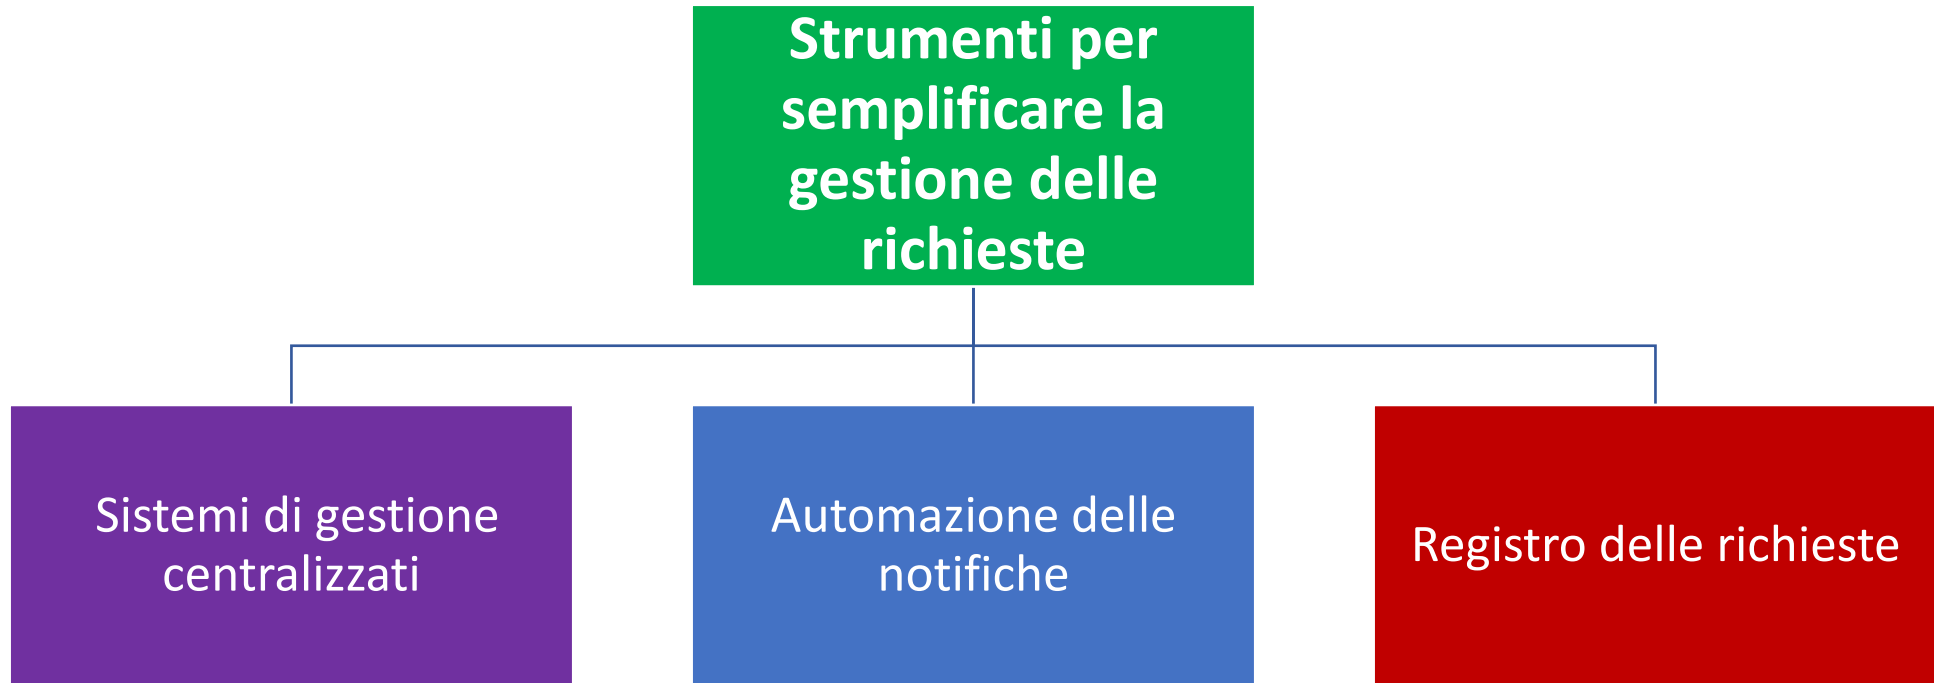 Strumenti per
semplificare la
gestione delle
richieste
Sistemi di gestione
centralizzati
Automazione delle
notifiche
Registro delle richieste